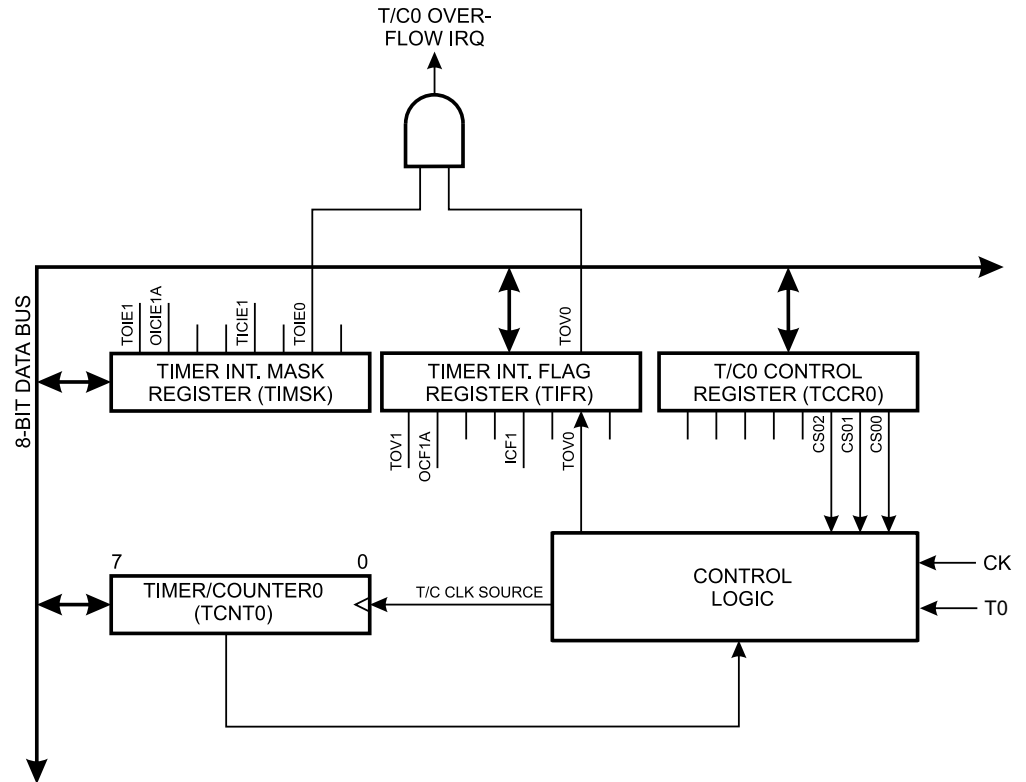 T/C0 OVER-
FLOW IRQ
8-BIT DATA BUS
TOIE1
OICIE1A
TICIE1
TOIE0
TOV0
TIMER INT. MASK
REGISTER (TIMSK)
TIMER INT. FLAG
REGISTER (TIFR)
T/C0 CONTROL
REGISTER (TCCR0)
TOV1
OCF1A
ICF1
TOV0
CS02
CS01
CS00
7
0
TIMER/COUNTER0
(TCNT0)
T/C CLK SOURCE
CONTROL
LOGIC
CK
T0